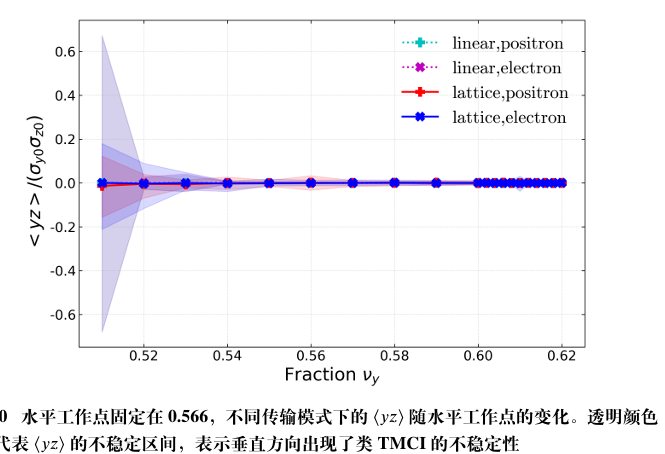 0.6
0.4
0.2
0.0
-0.2
-0.4
-0.6
< yz > /(σy0σz0)
linear,positron
linear,electron
lattice,positron
lattice,electron
0.52
0.54
0.56
0.58
0.60
0.62
Fraction νy
0 水平工作点固定在 0.566，不同传输模式下的 ⟨yz⟩ 随水平工作点的变化。透明颜色
代表 ⟨yz⟩ 的不稳定区间，表示垂直方向出现了类 TMCI 的不稳定性